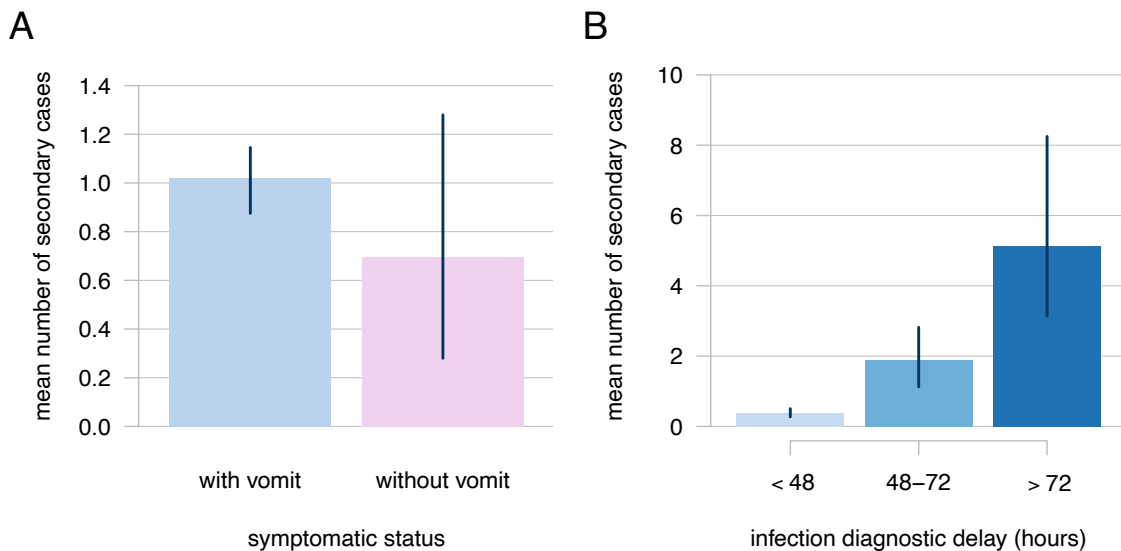 A
mean number of secondary cases
1.4
1.2
1.0
0.8
0.6
0.4
0.2
0.0
with vomit
without vomit
symptomatic status
B
mean number of secondary cases
10
8
6
4
2
0
< 48
48–72
> 72
infection diagnostic delay (hours)